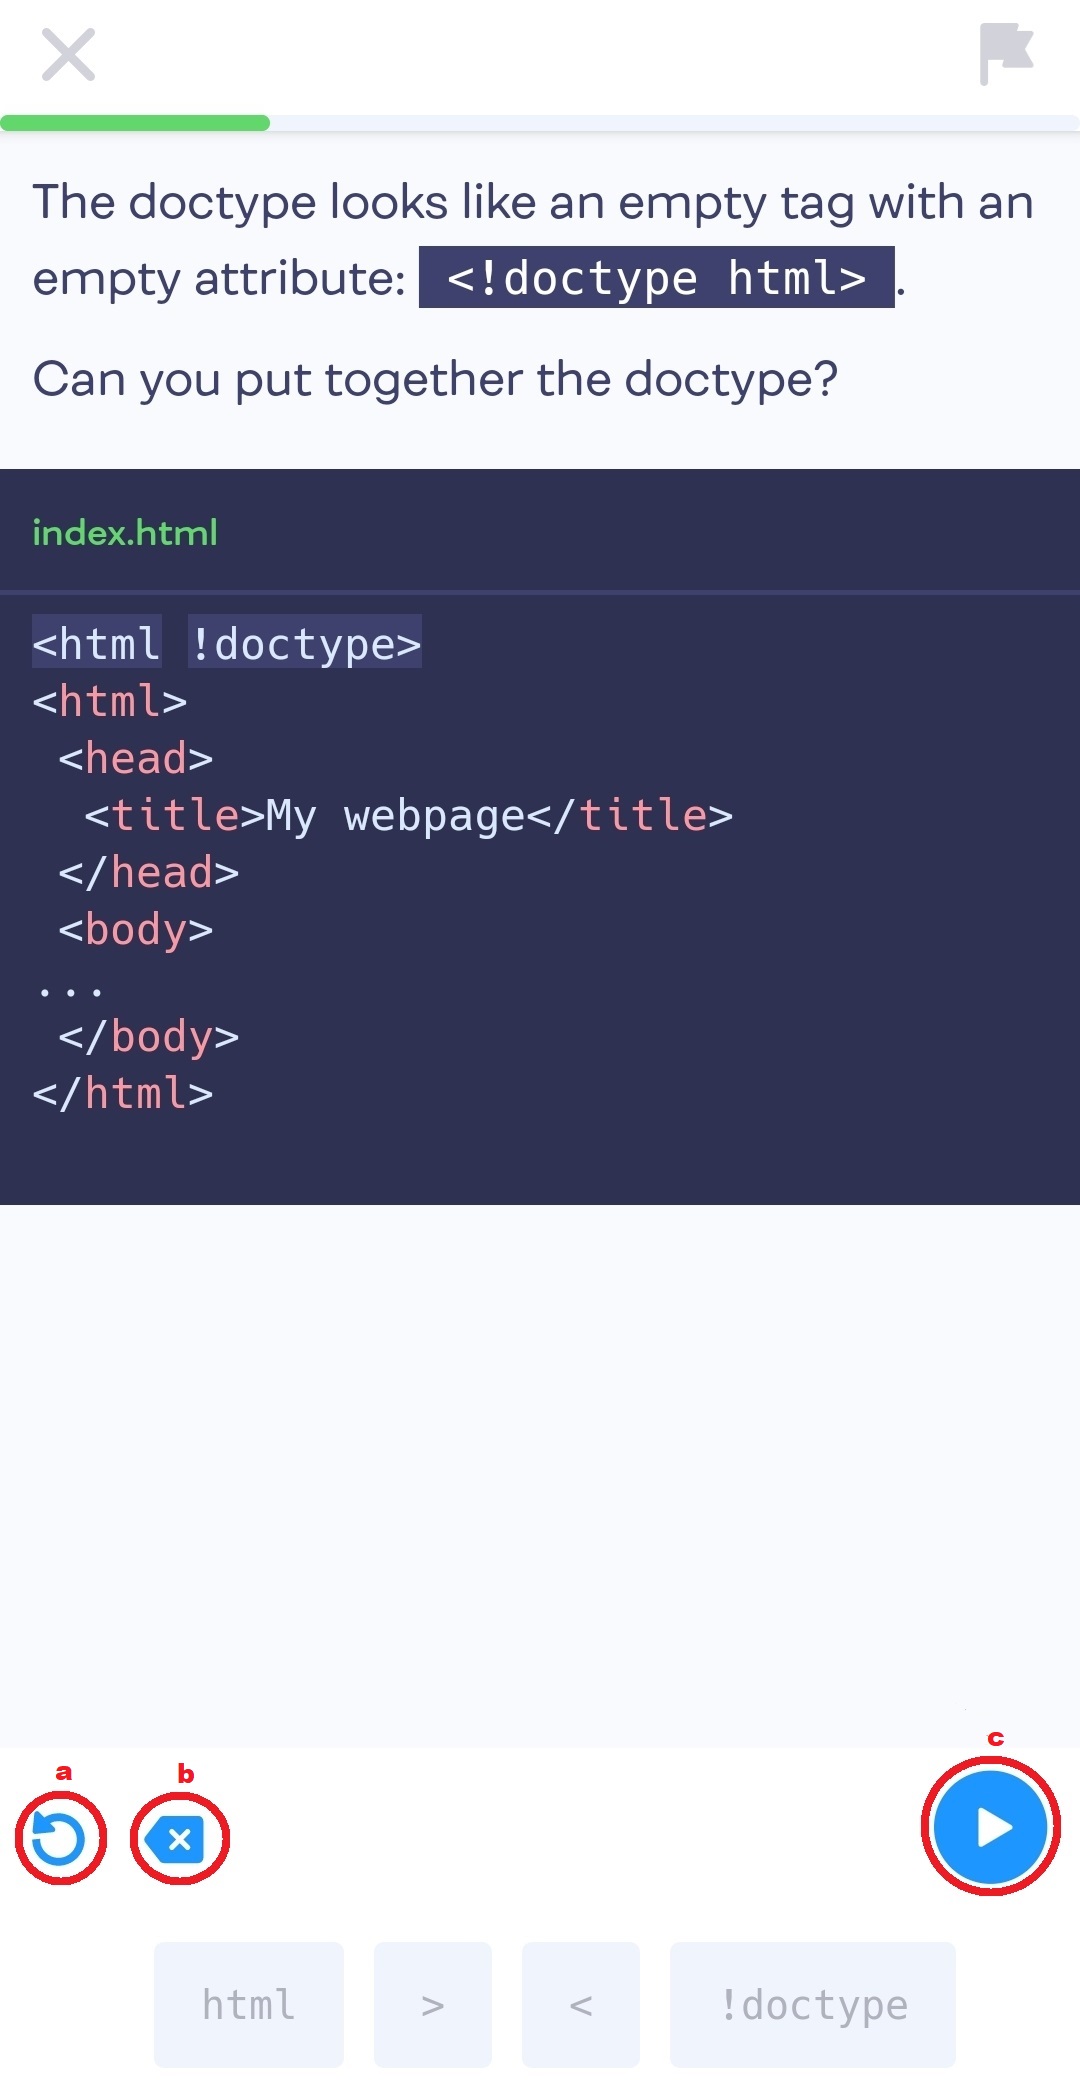 The doctype looks like an empty tag with an
empty attribute: <!doctype html>.
Can you put together the doctype?
index.html
<html !doctype>
<html>
 <head>
  <title>My webpage</title>
 </head>
 <body>
...
 </body>
</html>
a b c
html > < !doctype